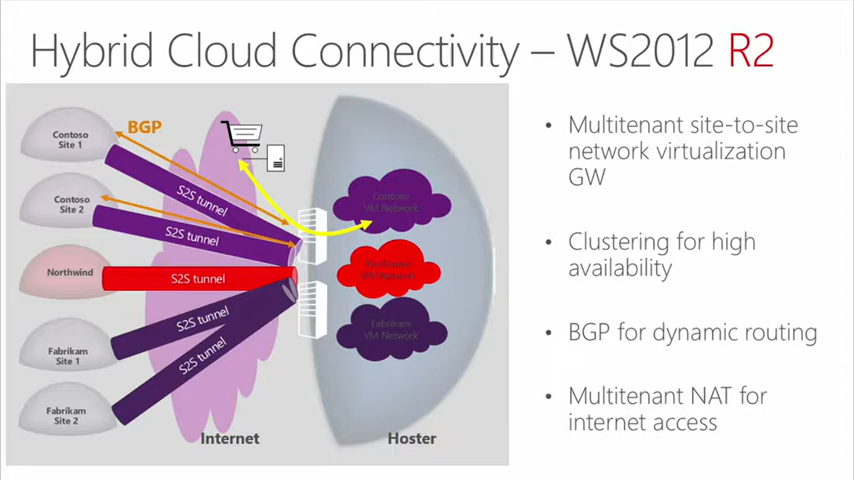 Hybrid Cloud Connectivity – WS2012 R2
Contoso
Site 1
BGP
Contoso
Site 2
Northwind
Fabrikam
Site 1
Fabrikam
Site 2
S2S tunnel
S2S tunnel
S2S tunnel
S2S tunnel
S2S tunnel
Contoso
VM Network
Northwind
VM Network
Fabrikam
VM Network
Internet
Hoster
• Multitenant site-to-site
network virtualization
GW
• Clustering for high
availability
• BGP for dynamic routing
• Multitenant NAT for
internet access